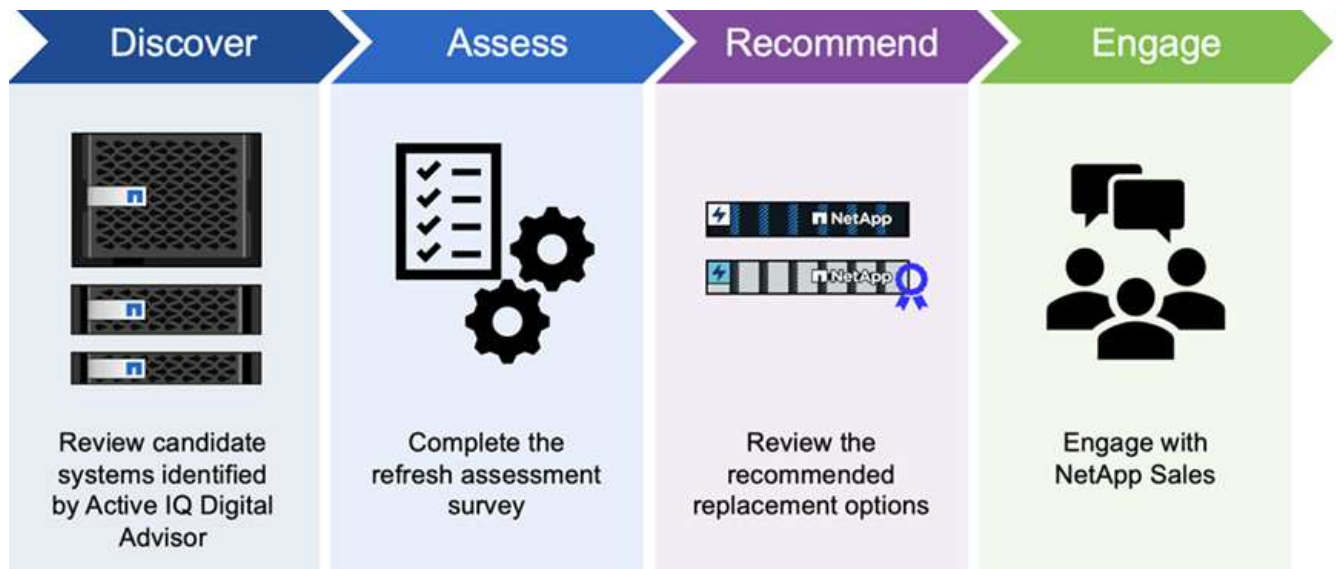 Discover
Assess
Recommend
Engage
NetApp
NetApp
Review candidate
systems identified
by Active IQ Digital
Advisor
Complete the
refresh assessment
survey
Review the
recommended
replacement options
Engage with
NetApp Sales